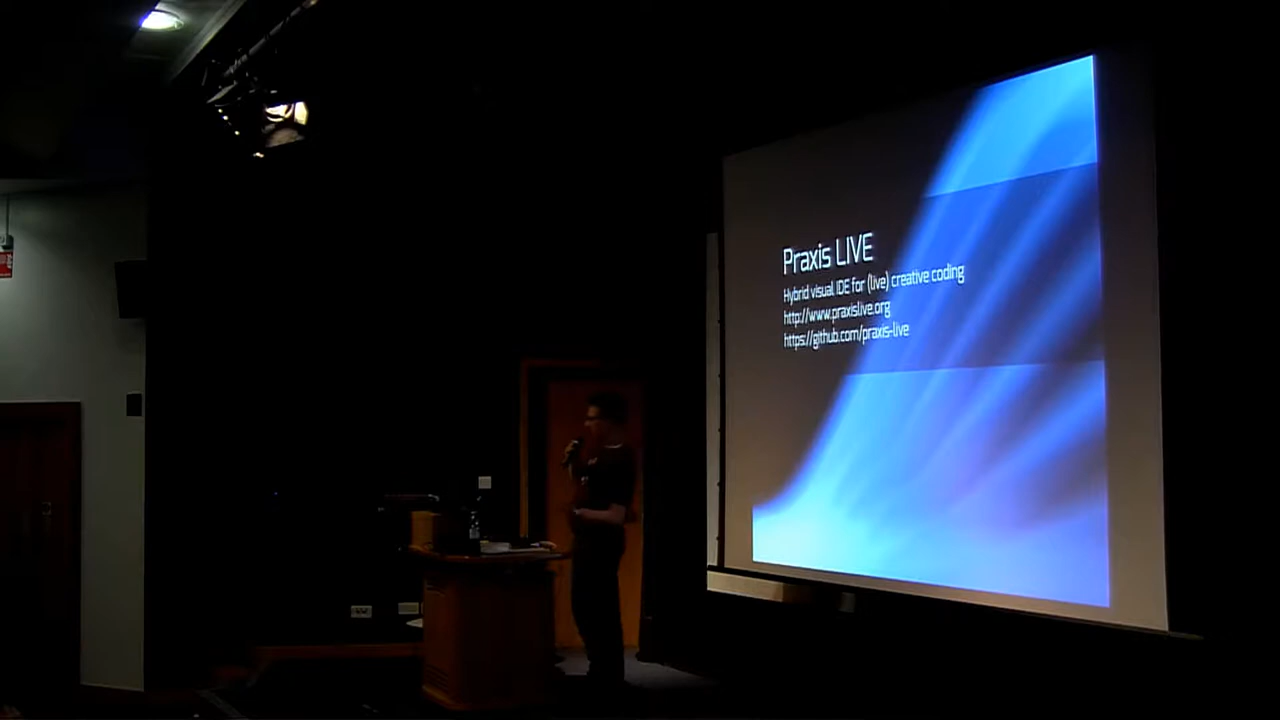 Praxis LIVE
Hybrid visual IDE for (live) creative coding
http://www.praxislive.org
https://github.com/praxis-live